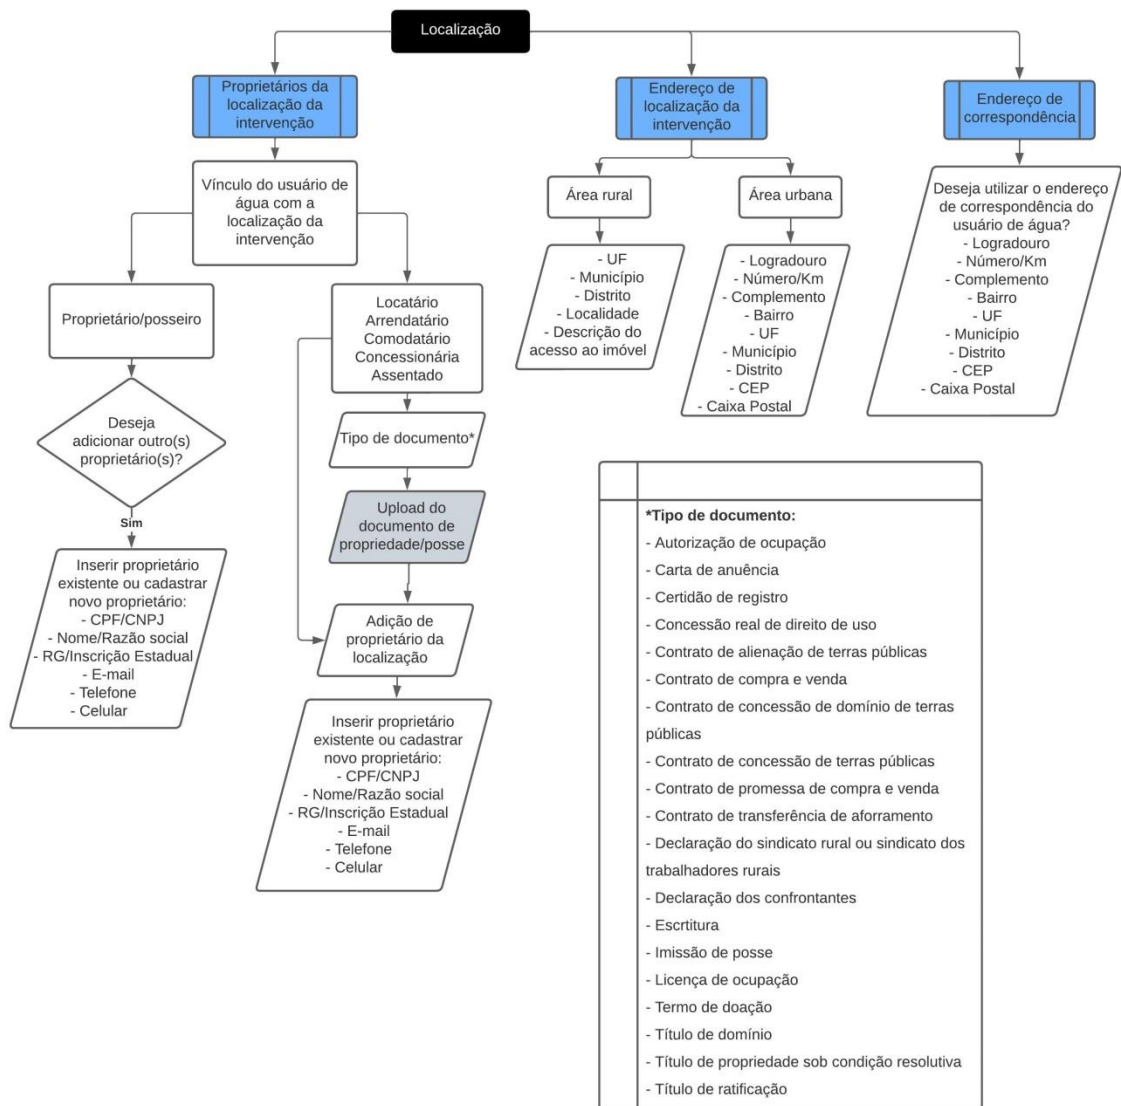 Localização
Proprietários da
localização da
intervenção
Endereço de
localização da
intervenção
Endereço de
correspondência
Vínculo do usuário de
água com a
localização da
intervenção
Área rural
Área urbana
Deseja utilizar o endereço
de correspondência do
usuário de água?
- Logradouro
- Número/Km
- Complemento
- Bairro
- UF
- Município
- Distrito
- CEP
- Caixa Postal
- UF
- Município
- Distrito
- Localidade
- Descrição do
acesso ao imóvel
- Logradouro
- Número/Km
- Complemento
- Bairro
- UF
- Município
- Distrito
- CEP
- Caixa Postal
Proprietário/posseiro
Locatário
Arrendatário
Comodatário
Concessionária
Assentado
Deseja
adicionar outro(s)
proprietário(s)?
Tipo de documento*
Upload do
documento de
propriedade/posse
Sim
Inserir proprietário
existente ou cadastrar
novo proprietário:
- CPF/CNPJ
- Nome/Razão social
- RG/Inscrição Estadual
- E-mail
- Telefone
- Celular
Adição de
proprietário da
localização
Inserir proprietário
existente ou cadastrar
novo proprietário:
- CPF/CNPJ
- Nome/Razão social
- RG/Inscrição Estadual
- E-mail
- Telefone
- Celular
*Tipo de documento:
- Autorização de ocupação
- Carta de anuência
- Certidão de registro
- Concessão real de direito de uso
- Contrato de alienação de terras públicas
- Contrato de compra e venda
- Contrato de concessão de domínio de terras
públicas
- Contrato de concessão de terras públicas
- Contrato de promessa de compra e venda
- Contrato de transferência de aforramento
- Declaração do sindicato rural ou sindicato dos
trabalhadores rurais
- Declaração dos confrontantes
- Escrtitura
- Imissão de posse
- Licença de ocupação
- Termo de doação
- Título de domínio
- Título de propriedade sob condição resolutiva
- Título de ratificação